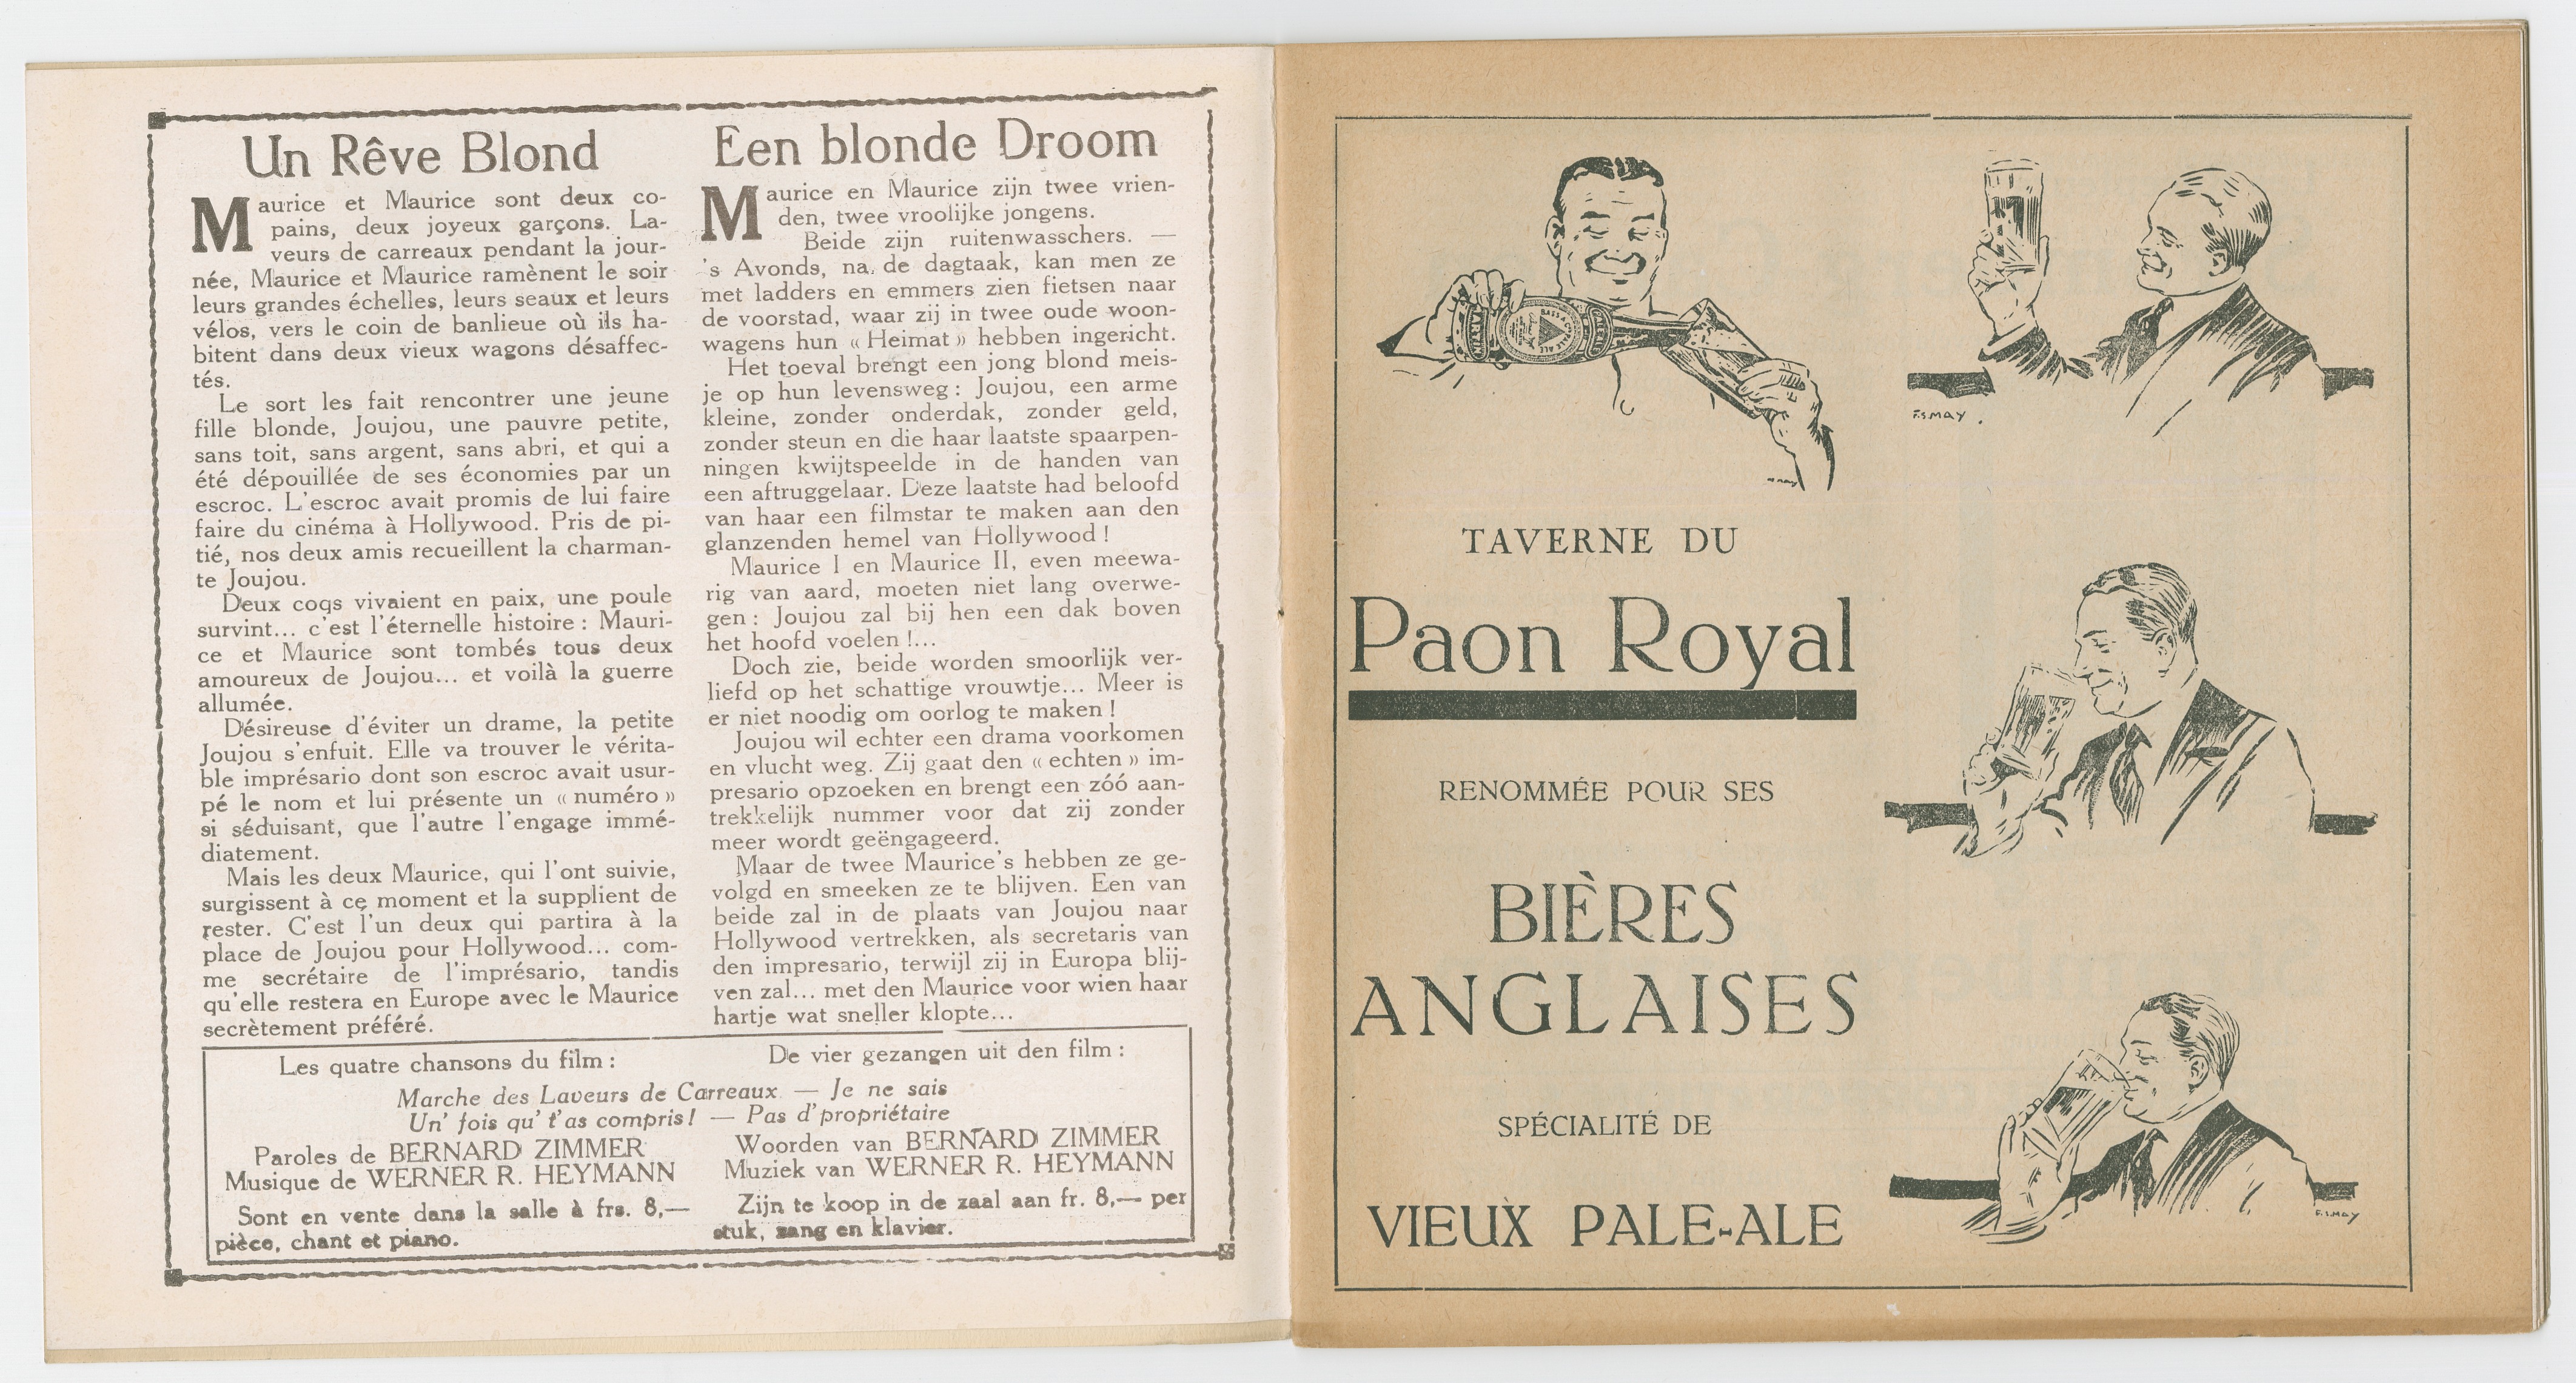 Un Rêve Blond
Maurice et Maurice sont deux co-
pains, deux joyeux garçons. La-
veurs de carreaux pendant la jour-
née, Maurice et Maurice ramènent le soir
leurs grandes échelles, leurs seaux et leurs
vélos, vers le coin de banlieue où ils ha-
bitent dans deux vieux wagons désaffec-
tés.
Le sort les fait rencontrer une jeune
fille blonde, Joujou, une pauvre petite,
sans toit, sans argent, sans abri, et qui a
été dépouillée de ses économies par un
escroc. L'escroc avait promis de lui faire
faire du cinéma à Hollywood. Pris de pi-
tié, nos deux amis recueillent la charman-
te Joujou.
Deux coqs vivaient en paix, une poule
survint... c'est l'éternelle histoire : Mauri-
ce et Maurice sont tombés tous deux
amoureux de Joujou... et voilà la guerre
allumée.
Désireuse d'éviter un drame, la petite
Joujou s'enfuit. Elle va trouver le vérita-
ble imprésario dont son escroc avait usur-
pé le nom et lui présente un « numéro »
si séduisant, que l'autre l'engage immé-
diatement.
Mais les deux Maurice, qui l'ont suivie,
surgissent à ce moment et la supplient de
rester. C'est l'un deux qui partira à la
place de Joujou pour Hollywood... com-
me secrétaire de l'imprésario, tandis
qu'elle restera en Europe avec le Maurice
secrètement préféré.
Een blonde Droom
Maurice en Maurice zijn twee vrien-
den, twee vroolijke jongens.
Beide zijn ruitenwasschers. —
's Avonds, na de dagtaak, kan men ze
met ladders en emmers zien fietsen naar
de voorstad, waar zij in twee oude woon-
wagens hun « Heimat » hebben ingericht.
Het toeval brengt een jong blond meis-
je op hun levensweg : Joujou, een arme
kleine, zonder onderdak, zonder geld,
zonder steun en die haar laatste spaarpen-
ningen kwijtspeelde in de handen van
een aftruggelaar. Deze laatste had beloofd
van haar een filmstar te maken aan den
glanzenden hemel van Hollywood !
Maurice I en Maurice II, even meewa-
rig van aard, moeten niet lang overwe-
gen : Joujou zal bij hen een dak boven
het hoofd voelen !...
Doch zie, beide worden smoorlijk ver-
liefd op het schattige vrouwtje... Meer is
er niet noodig om oorlog te maken !
Joujou wil echter een drama voorkomen
en vlucht weg. Zij gaat den « echten » im-
presario opzoeken en brengt een zóó aan-
trekkelijk nummer voor dat zij zonder
meer wordt geëngageerd.
Maar de twee Maurice's hebben ze ge-
volgd en smeeken ze te blijven. Een van
beide zal in de plaats van Joujou naar
Hollywood vertrekken, als secretaris van
den impresario, terwijl zij in Europa blij-
ven zal... met den Maurice voor wien haar
hartje wat sneller klopte...
Les quatre chansons du film :
De vier gezangen uit den film :
Marche des Laveurs de Carreaux — Je ne sais
Un' fois qu' t'as compris! — Pas d'propriétaire
Paroles de BERNARD ZIMMER
Musique de WERNER R. HEYMANN
Sont en vente dans la salle à frs. 8,—
pièce, chant et piano.
Woorden van BERNARD ZIMMER
Muziek van WERNER R. HEYMANN
Zijn te koop in de zaal aan fr. 8,— per
stuk, zang en klavier.
PALE ALE
F.S.MAY.
MAY
TAVERNE DU
Paon Royal
RENOMMÉE POUR SES
BIÈRES
ANGLAISES
SPÉCIALITÉ DE
VIEUX PALE-ALE
F.S.MAY